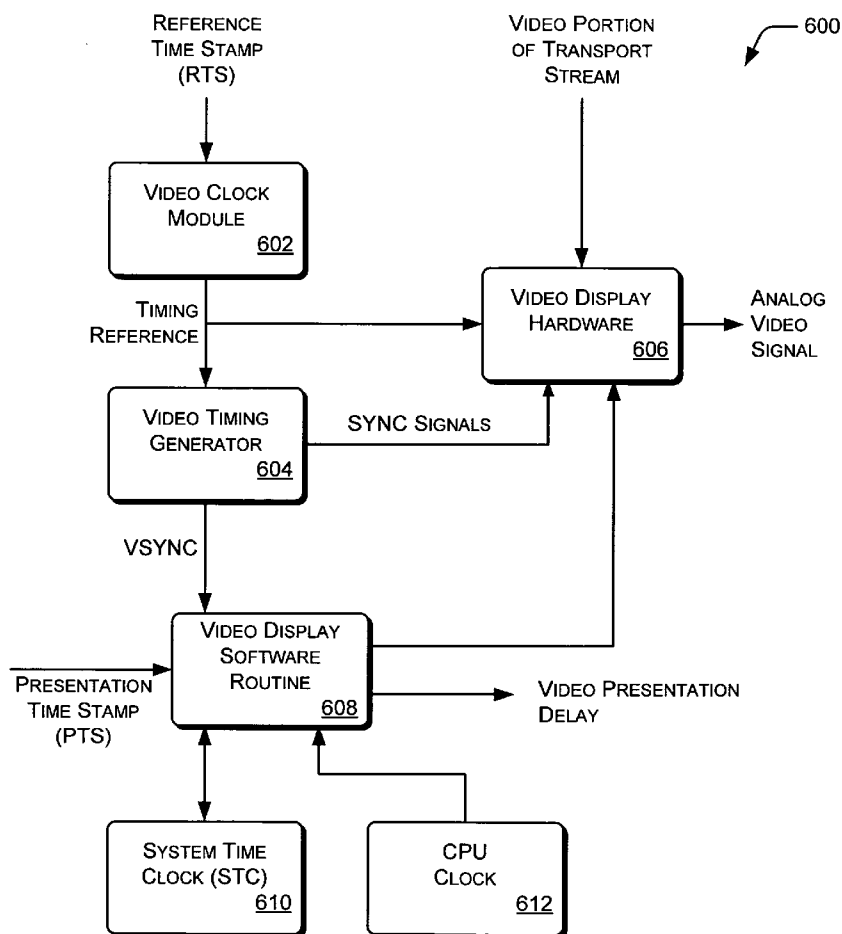 REFERENCE
TIME STAMP
(RTS)
VIDEO PORTION
OF TRANSPORT
STREAM
600
VIDEO CLOCK
MODULE
602
TIMING
REFERENCE
VIDEO DISPLAY
HARDWARE
606
ANALOG
VIDEO
SIGNAL
VIDEO TIMING
GENERATOR
604
SYNC SIGNALS
VSYNC
VIDEO DISPLAY
SOFTWARE
ROUTINE
608
PRESENTATION
TIME STAMP
(PTS)
VIDEO PRESENTATION
DELAY
SYSTEM TIME
CLOCK (STC)
610
CPU
CLOCK
612